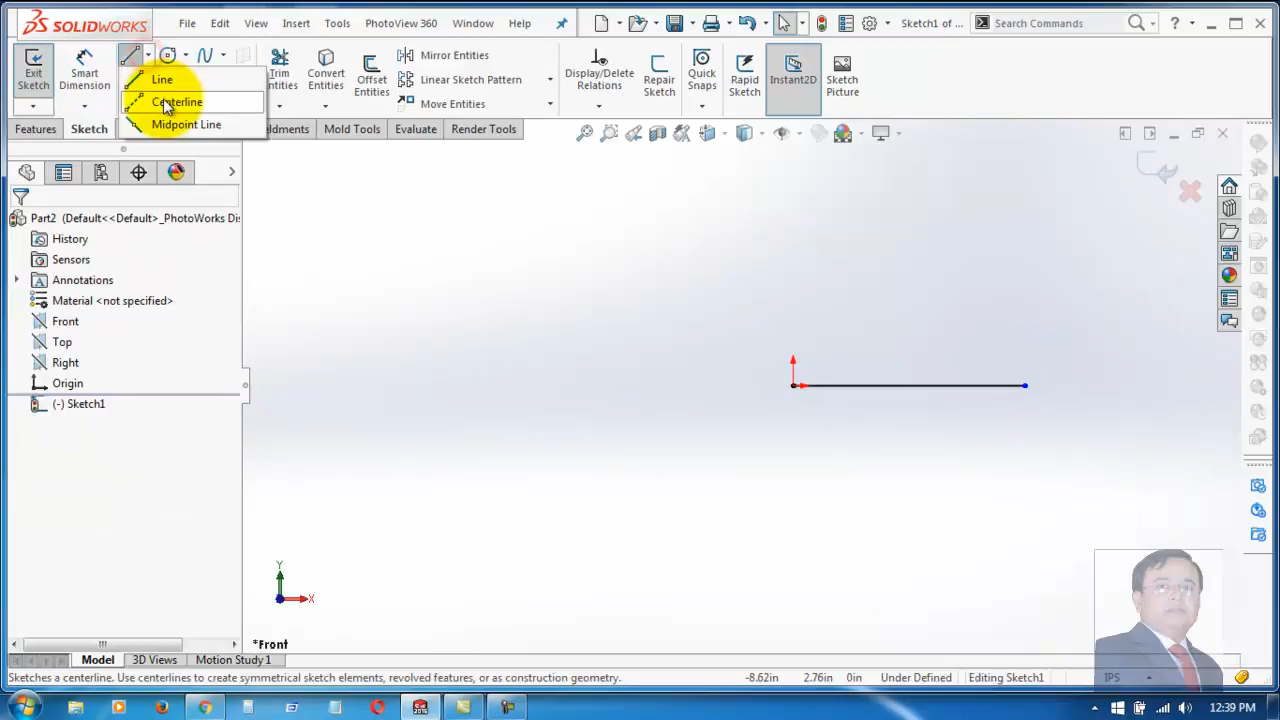 SOLIDWORKS
File Edit View Insert Tools PhotoView 360 Window Help
Sketch1 of ...
Search Commands
Exit Sketch
Smart Dimension
Line
Centerline
Midpoint Line
Trim Entities
Convert Entities
Offset Entities
Mirror Entities
Linear Sketch Pattern
Move Entities
Display/Delete Relations
Repair Sketch
Quick Snaps
Rapid Sketch
Instant2D
Sketch Picture
Features Sketch ldments Mold Tools Evaluate Render Tools
Part2 (Default<<Default>_PhotoWorks Di
History
Sensors
Annotations
Material <not specified>
Front
Top
Right
Origin
(-) Sketch1
Y
X
*Front
Model 3D Views Motion Study 1
Sketches a centerline. Use centerlines to create symmetrical sketch elements, revolved features, or as construction geometry.
-8.62in 2.76in 0in Under Defined Editing Sketch1 IPS
12:39 PM